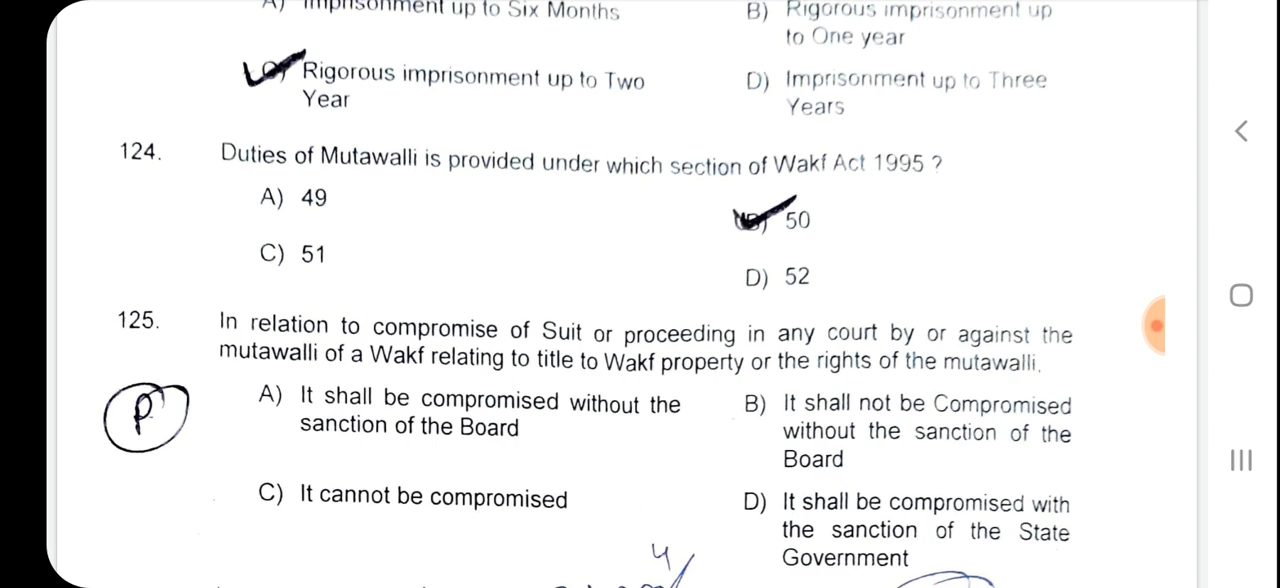 A) Imprisonment up to Six Months
B) Rigorous imprisonment up
to One year
C) Rigorous imprisonment up to Two
Year
D) Imprisonment up to Three
Years
124. Duties of Mutawalli is provided under which section of Wakf Act 1995 ?
A) 49
B) 50
C) 51
D) 52
125. In relation to compromise of Suit or proceeding in any court by or against the
mutawalli of a Wakf relating to title to Wakf property or the rights of the mutawalli.
P
A) It shall be compromised without the
sanction of the Board
B) It shall not be Compromised
without the sanction of the
Board
C) It cannot be compromised
D) It shall be compromised with
the sanction of the State
Government
4